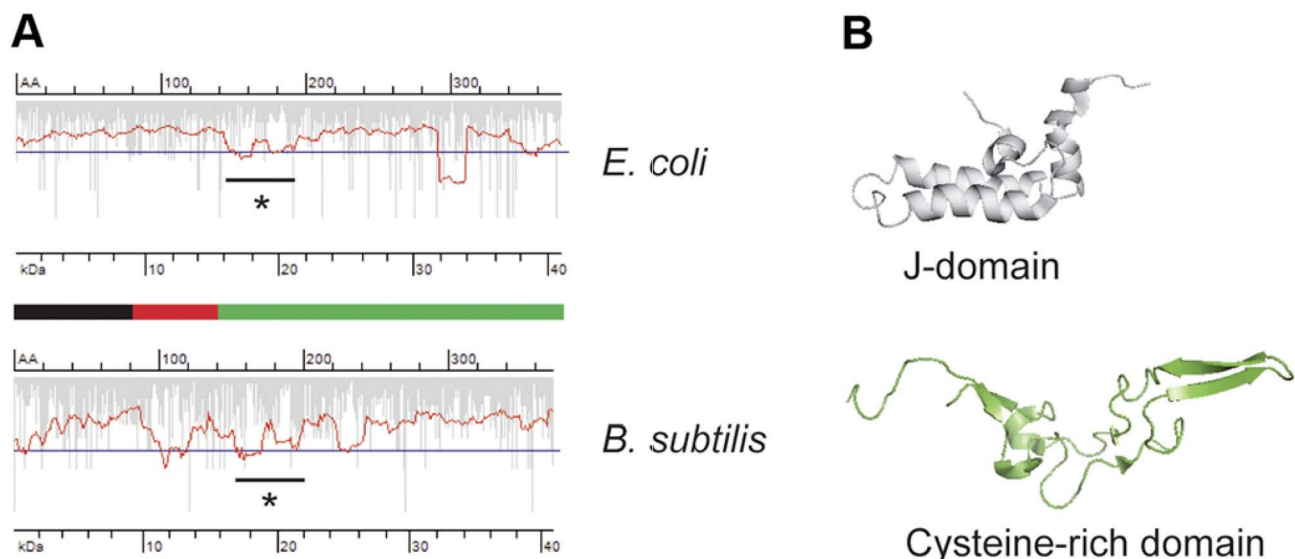 A
B
AA 100 200 300
*
E. coli
kDa 10 20 30 40
J-domain
AA 100 200 300
*
B. subtilis
kDa 10 20 30 40
Cysteine-rich domain